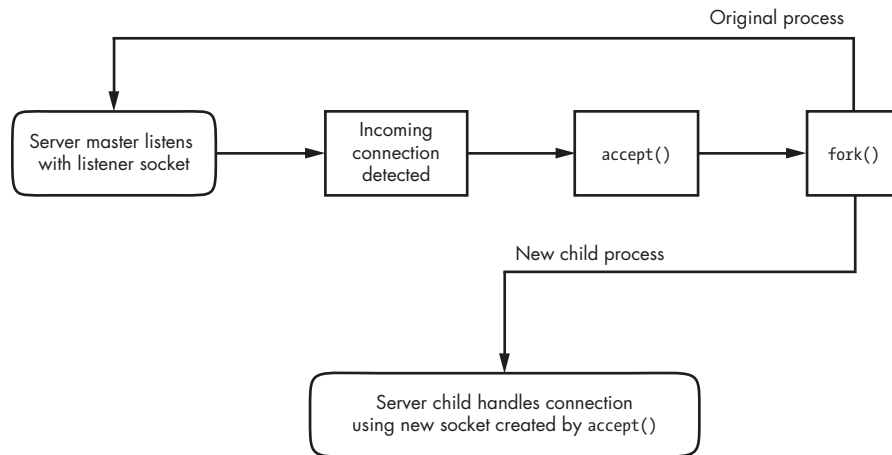 Original process
Server master listens
with listener socket
Incoming
connection
detected
accept()
fork()
New child process
Server child handles connection
using new socket created by accept()